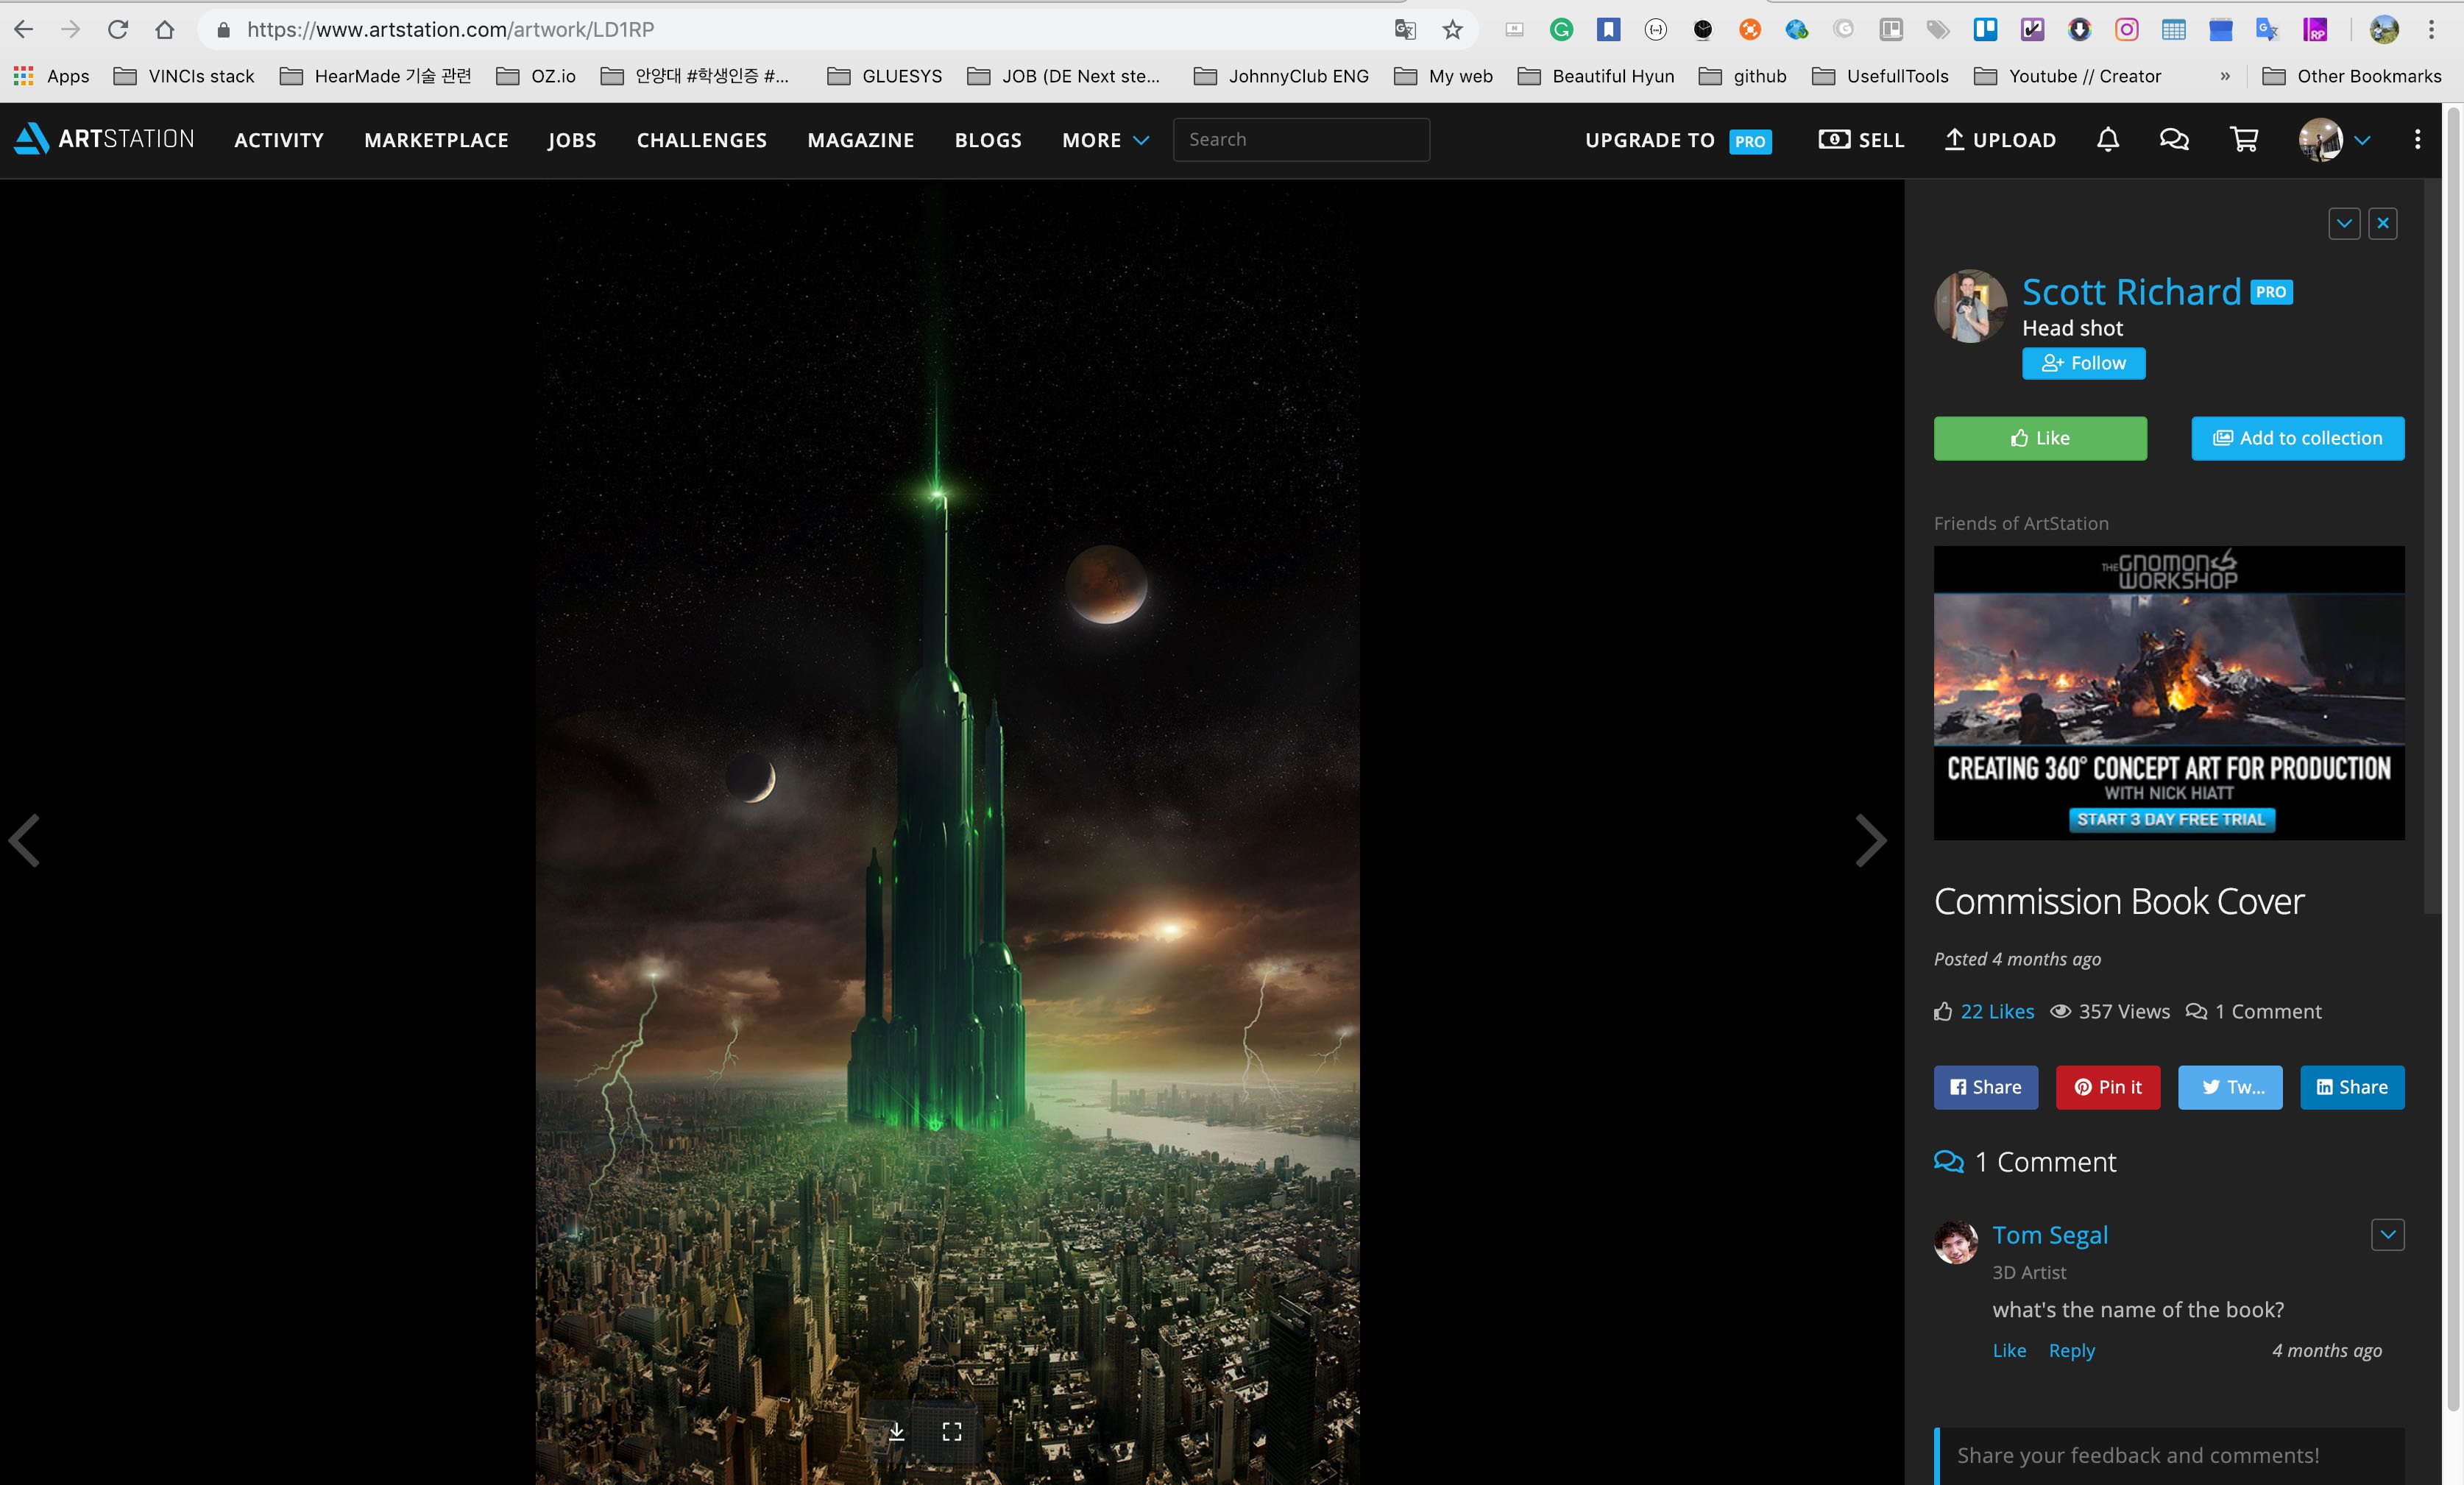 https://www.artstation.com/artwork/LD1RP
Apps VINCIs stack HearMade 기술 관련 OZ.io 안양대 #학생인증 #... GLUESYS JOB (DE Next ste... JohnnyClub ENG My web Beautiful Hyun github UsefullTools Youtube // Creator » Other Bookmarks
ARTSTATION ACTIVITY MARKETPLACE JOBS CHALLENGES MAGAZINE BLOGS MORE Search UPGRADE TO PRO SELL UPLOAD
Scott Richard PRO
Head shot
Follow
Like Add to collection
Friends of ArtStation
THE GNOMON
WORKSHOP
CREATING 360° CONCEPT ART FOR PRODUCTION
WITH NICK HIATT
START 3 DAY FREE TRIAL
Commission Book Cover
Posted 4 months ago
22 Likes 357 Views 1 Comment
Share Pin it Tw... Share
1 Comment
Tom Segal
3D Artist
what's the name of the book?
Like Reply 4 months ago
Share your feedback and comments!